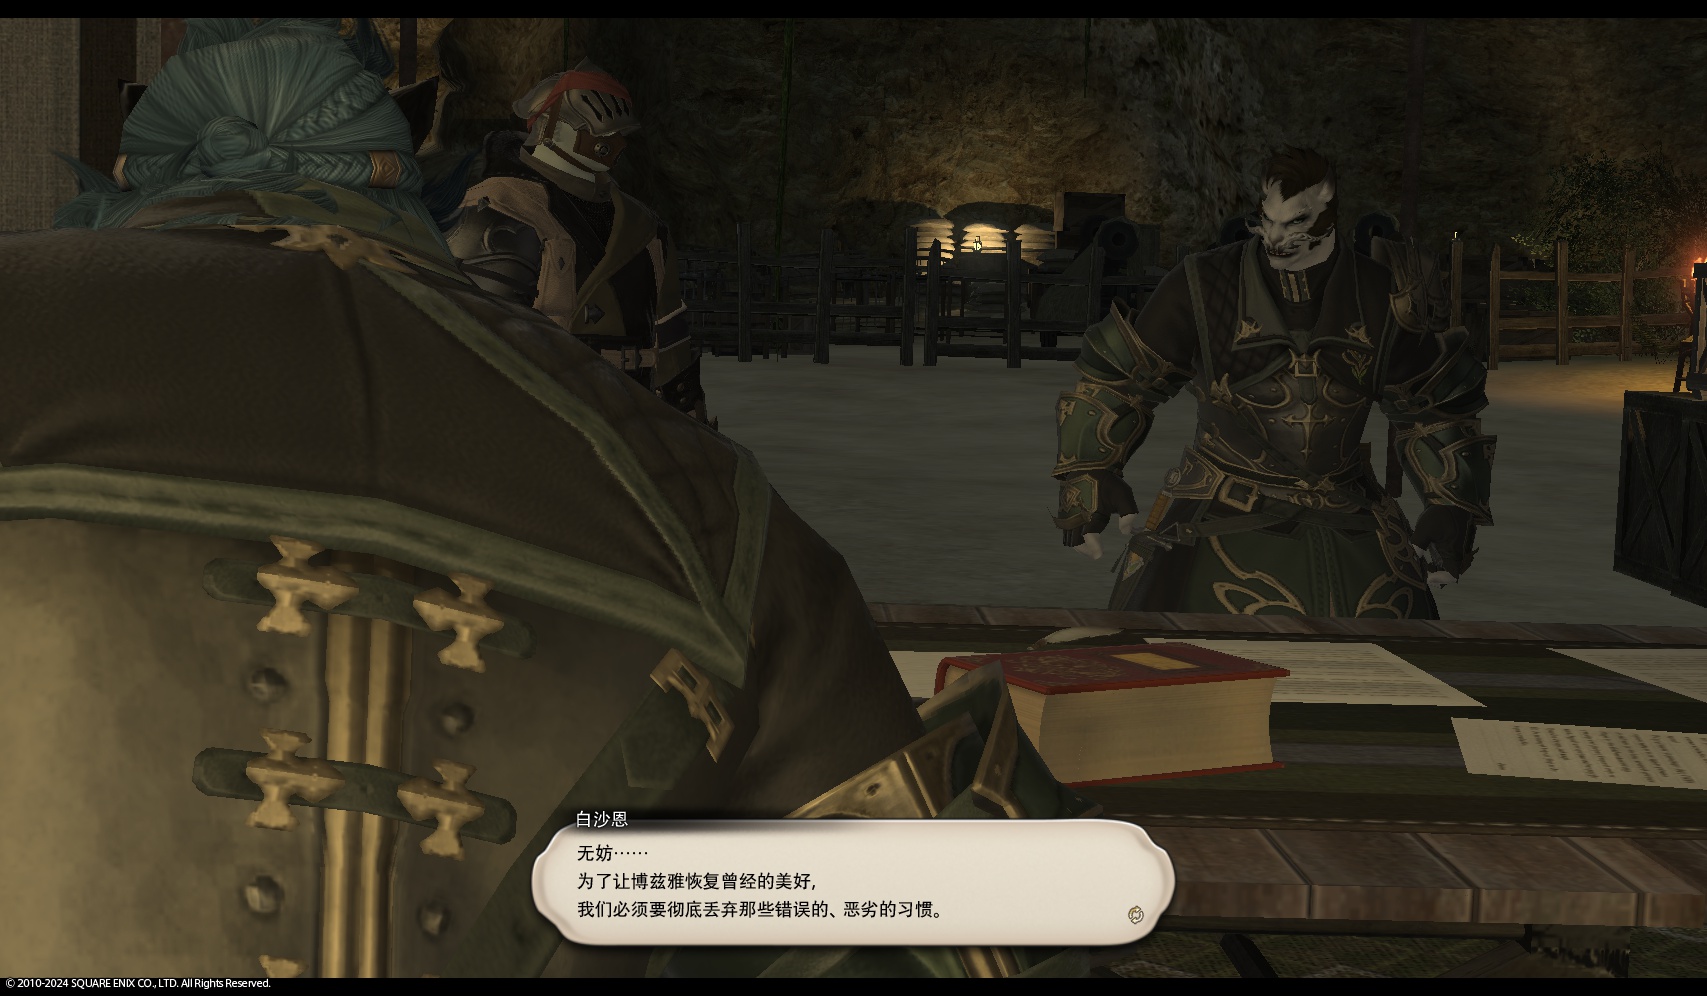 白沙恩
无妨……
为了让博兹雅恢复曾经的美好，
我们必须要彻底丢弃那些错误的、恶劣的习惯。
© 2010-2024 SQUARE ENIX CO., LTD. All Rights Reserved.